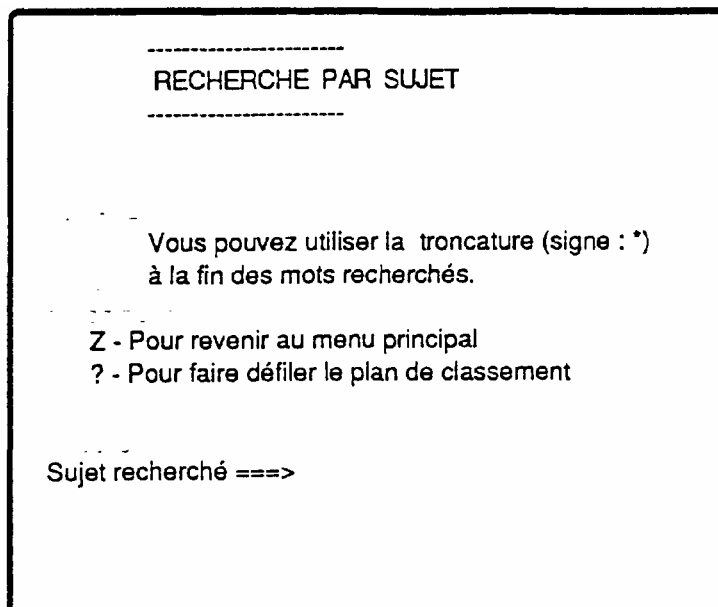 -----------------------
RECHERCHE PAR SUJET
-----------------------
Vous pouvez utiliser la troncature (signe : *)
à la fin des mots recherchés.
Z - Pour revenir au menu principal
? - Pour faire défiler le plan de classement
Sujet recherché ===>